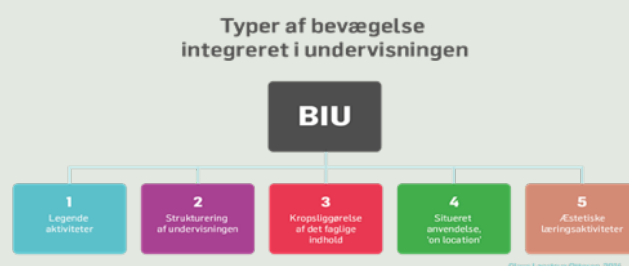 Typer af bevægelse
integreret i undervisningen
BIU
1
Legende
aktiviteter
2
Strukturering
af undervisningen
3
Kropsliggørelse
af det faglige
indhold
4
Situeret
anvendelse,
'on location'
5
Æstetiske
læringsaktiviteter